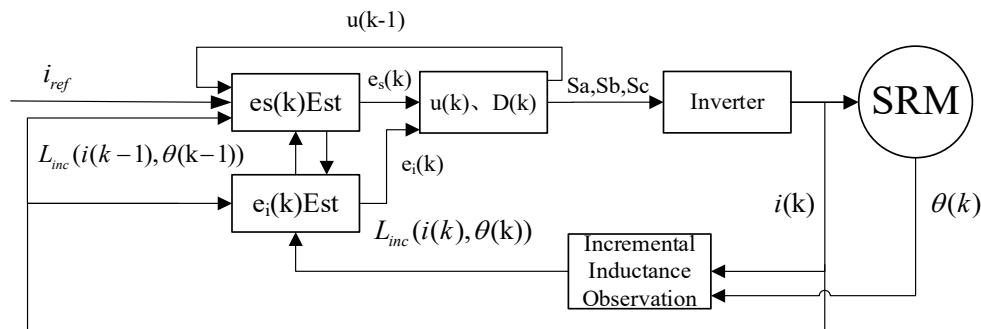 u(k-1)
i_ref
es(k)Est
e_s(k)
u(k)、D(k)
Sa,Sb,Sc
Inverter
SRM
L_inc(i(k−1),θ(k−1))
e_i(k)
e_i(k)Est
i(k)
θ(k)
L_inc(i(k),θ(k))
Incremental
Inductance
Observation